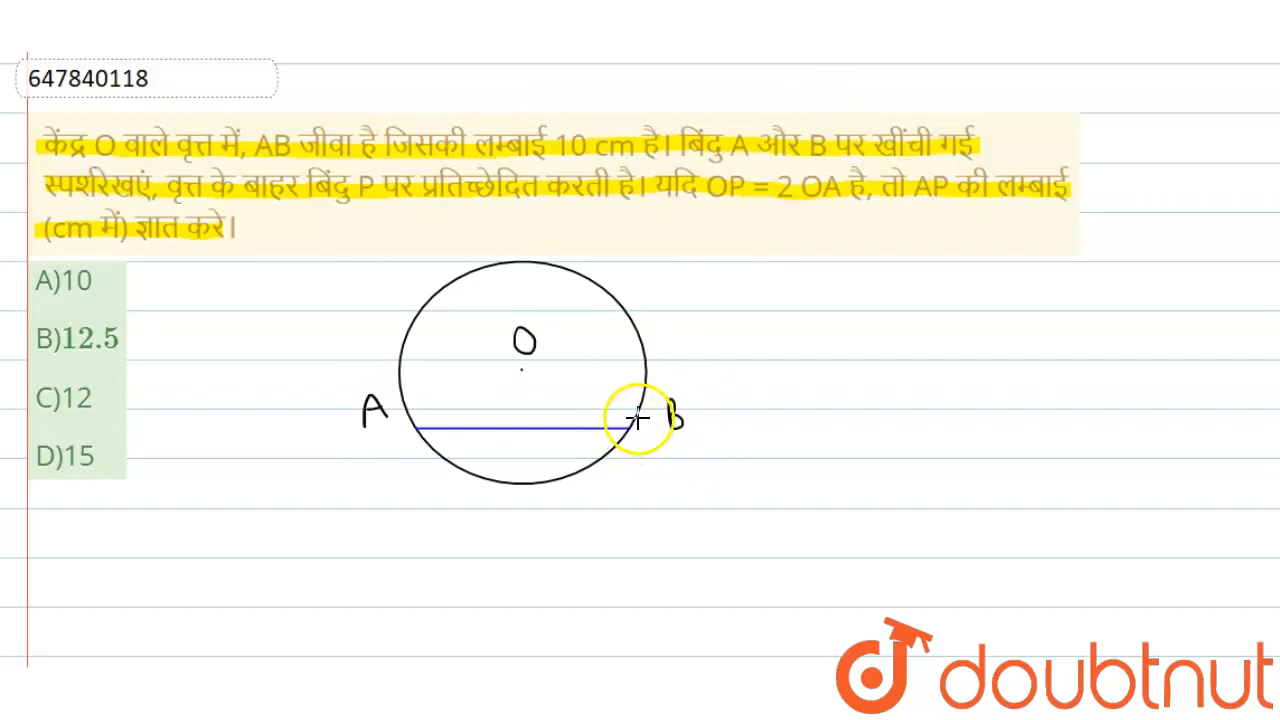 647840118
केंद्र O वाले वृत्त में, AB जीवा है जिसकी लम्बाई 10 cm है। बिंदु A और B पर खींची गई
स्पर्शरेखाएं, वृत्त के बाहर बिंदु P पर प्रतिच्छेदित करती है। यदि OP = 2 OA है, तो AP की लम्बाई
(cm में) ज्ञात करे।
A)10
B)12.5
C)12
D)15
O
A
B
doubtnut